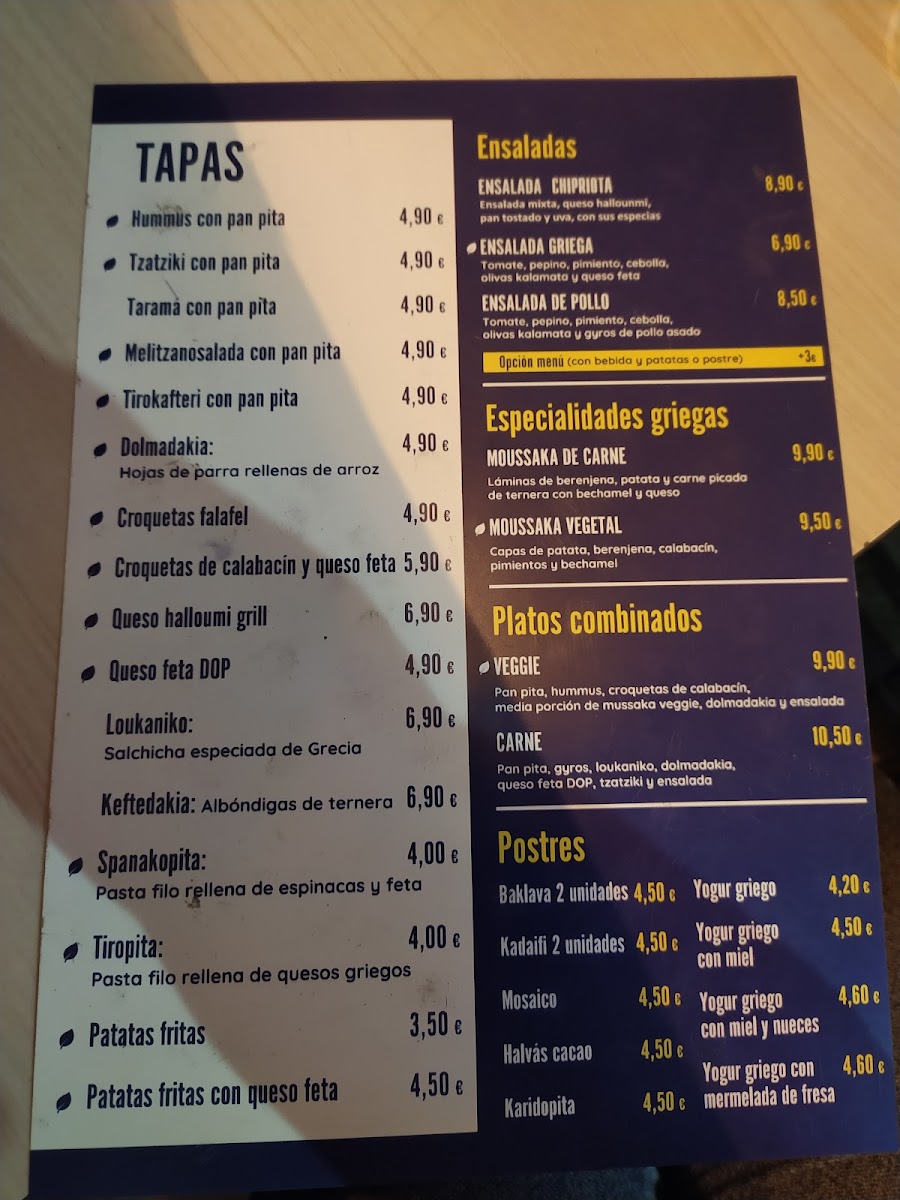 TAPAS
Hummus con pan pita 4,90 €
Tzatziki con pan pita 4,90 €
Taramá con pan pita 4,90 €
Melitzanosalada con pan pita 4,90 €
Tirokafteri con pan pita 4,90 €
Dolmadakia: 4,90 €
Hojas de parra rellenas de arroz
Croquetas falafel 4,90 €
Croquetas de calabacín y queso feta 5,90 €
Queso halloumi grill 6,90 €
Queso feta DOP 4,90 €
Loukaniko: 6,90 €
Salchicha especiada de Grecia
Keftedakia: Albóndigas de ternera 6,90 €
Spanakopita: 4,00 €
Pasta filo rellena de espinacas y feta
Tiropita: 4,00 €
Pasta filo rellena de quesos griegos
Patatas fritas 3,50 €
Patatas fritas con queso feta 4,50 €
Ensaladas
ENSALADA CHIPRIOTA 8,90 €
Ensalada mixta, queso hallounmi,
pan tostado y uva, con sus especias
ENSALADA GRIEGA 6,90 €
Tomate, pepino, pimiento, cebolla,
olivas kalamata y queso feta
ENSALADA DE POLLO 8,50 €
Tomate, pepino, pimiento, cebolla,
olivas kalamata y gyros de pollo asado
Opción menú (con bebida y patatas o postre) +3€
Especialidades griegas
MOUSSAKA DE CARNE 9,90 €
Láminas de berenjena, patata y carne picada
de ternera con bechamel y queso
MOUSSAKA VEGETAL 9,50 €
Capas de patata, berenjena, calabacín,
pimientos y bechamel
Platos combinados
VEGGIE 9,90 €
Pan pita, hummus, croquetas de calabacín,
media porción de mussaka veggie, dolmadakia y ensalada
CARNE 10,50 €
Pan pita, gyros, loukaniko, dolmadakia,
queso feta DOP, tzatziki y ensalada
Postres
Baklava 2 unidades 4,50 €
Kadaifi 2 unidades 4,50 €
Mosaico 4,50 €
Halvás cacao 4,50 €
Karidopita 4,50 €
Yogur griego 4,20 €
Yogur griego 4,50 €
con miel
Yogur griego 4,60 €
con miel y nueces
Yogur griego con 4,60 €
mermelada de fresa